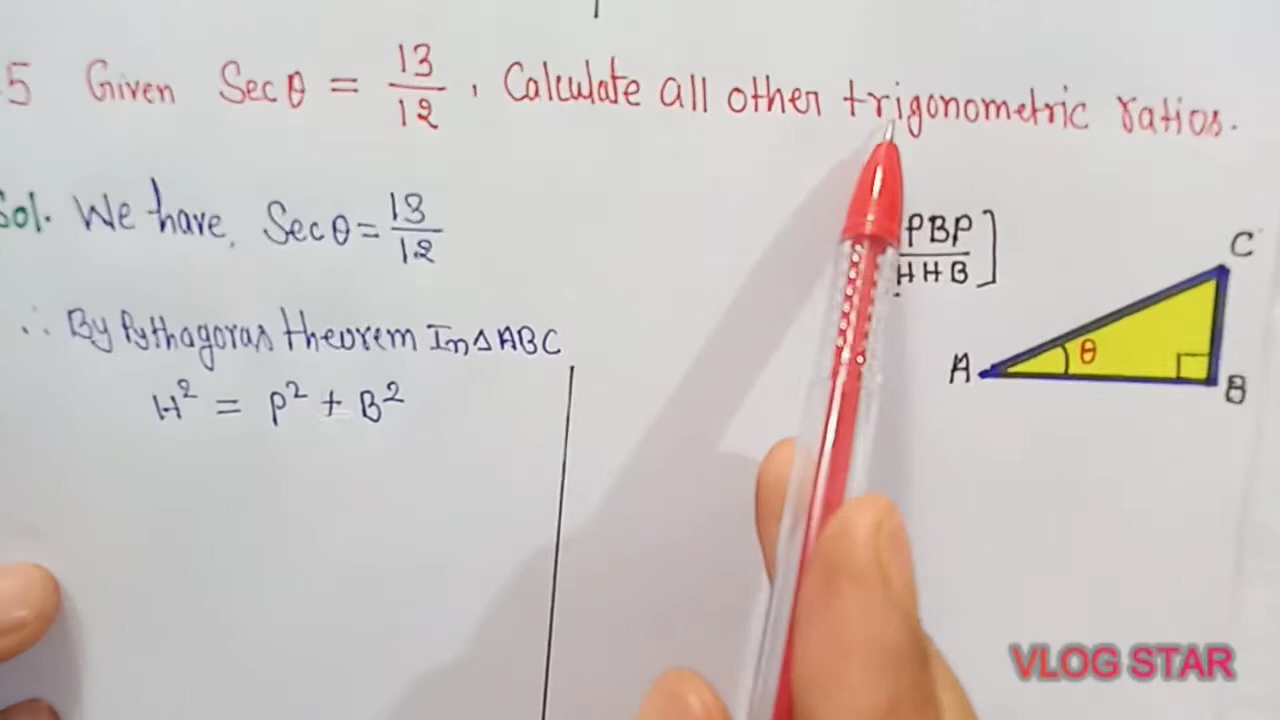 5 Given Sec θ = 13/12, Calculate all other trigonometric ratios.
Sol. We have, Sec θ = 13/12
PBP/HHB]
∴ By Pythagoras theorem In △ABC
H² = P² + B²
C
A θ
B
VLOG STAR